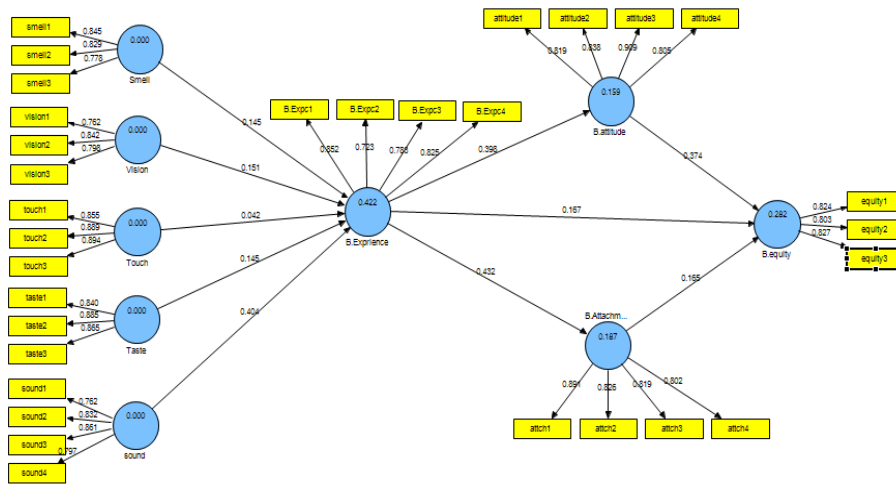 smell1
smell2
smell3
0.845
0.829
0.778
0.000
Smell
vision1
vision2
vision3
0.762
0.842
0.798
0.000
Vision
touch1
touch2
touch3
0.855
0.889
0.894
0.000
Touch
taste1
taste2
taste3
0.840
0.885
0.865
0.000
Taste
sound1
sound2
sound3
sound4
0.762
0.832
0.861
0.797
0.000
sound
0.145
0.151
0.042
0.145
0.404
B.Expc1
B.Expc2
B.Expc3
B.Expc4
0.852
0.723
0.783
0.825
0.422
B.Exprience
0.398
0.167
0.432
attitude1
attitude2
attitude3
attitude4
0.819
0.838
0.909
0.805
0.159
B.attitude
0.374
B.Attachm...
0.187
0.165
0.826
0.819
0.802
attch1
attch2
attch3
attch4
0.282
B.equity
0.824
0.803
0.827
equity1
equity2
equity3